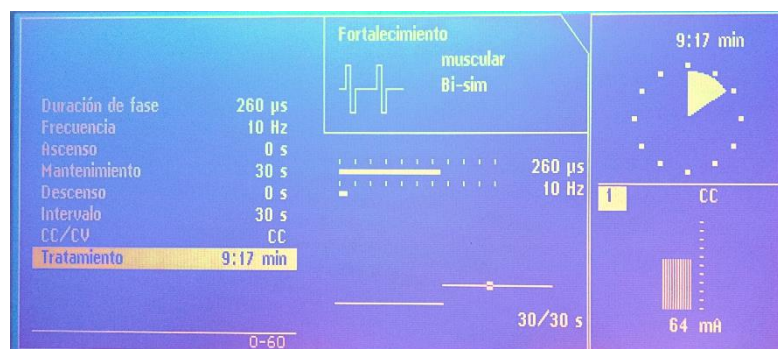 Duración de fase 260 µs
Frecuencia 10 Hz
Ascenso 0 s
Mantenimiento 30 s
Descenso 0 s
Intervalo 30 s
CC/CV CC
Tratamiento 9:17 min
0-60
Fortalecimiento
muscular
Bi-sim
260 µs
10 Hz
30/30 s
9:17 min
1 CC
64 mA